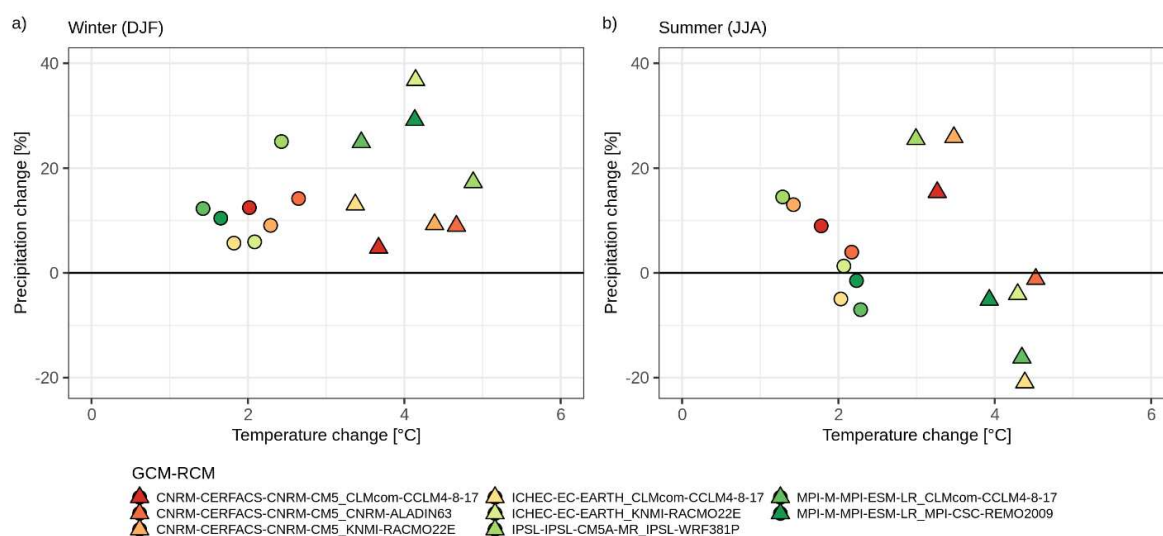 a) Winter (DJF)
b) Summer (JJA)
Precipitation change [%]
40
20
0
-20
0 2 4 6
Temperature change [°C]
Precipitation change [%]
40
20
0
-20
0 2 4 6
Temperature change [°C]
GCM-RCM
CNRM-CERFACS-CNRM-CM5_CLMcom-CCLM4-8-17
CNRM-CERFACS-CNRM-CM5_CNRM-ALADIN63
CNRM-CERFACS-CNRM-CM5_KNMI-RACMO22E
ICHEC-EC-EARTH_CLMcom-CCLM4-8-17
ICHEC-EC-EARTH_KNMI-RACMO22E
IPSL-IPSL-CM5A-MR_IPSL-WRF381P
MPI-M-MPI-ESM-LR_CLMcom-CCLM4-8-17
MPI-M-MPI-ESM-LR_MPI-CSC-REMO2009